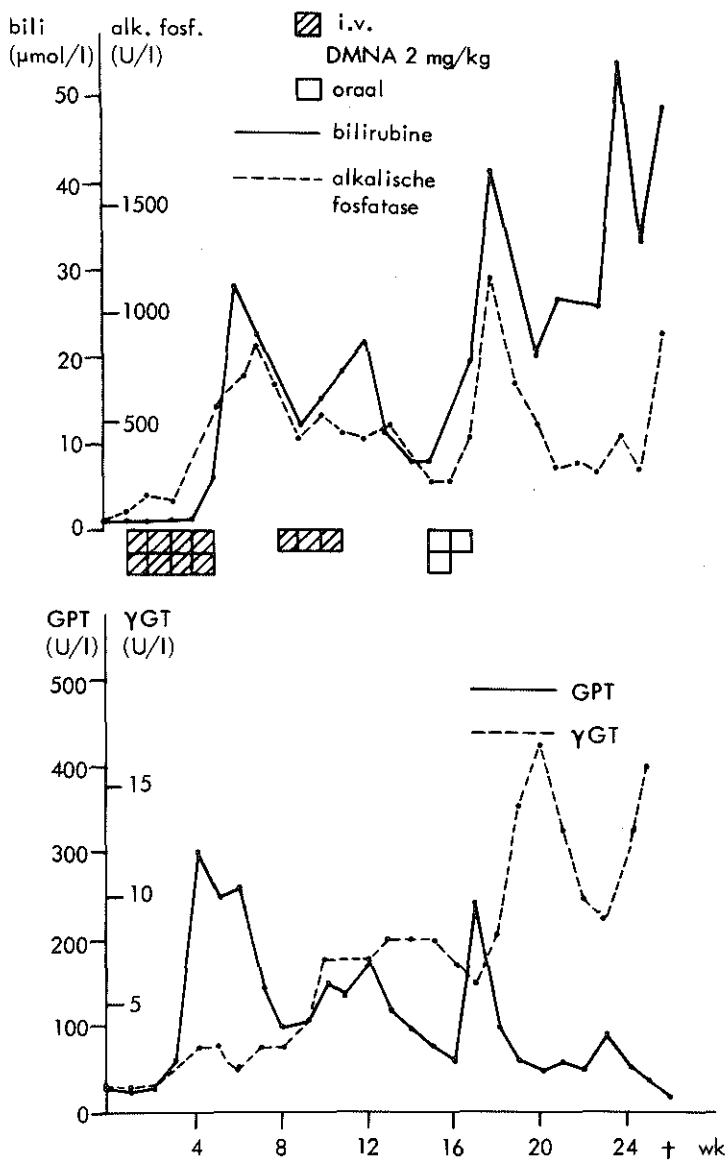 bili alk. fosf. i.v.
(µmol/l) (U/l) DMNA 2 mg/kg
oraal
bilirubine
alkalische
fosfatase
50
40
30
20
10
0
1500
1000
500
GPT γGT
(U/l) (U/l)
GPT
γGT
500
400
300
200
100
0
15
10
5
4 8 12 16 20 24 † wk